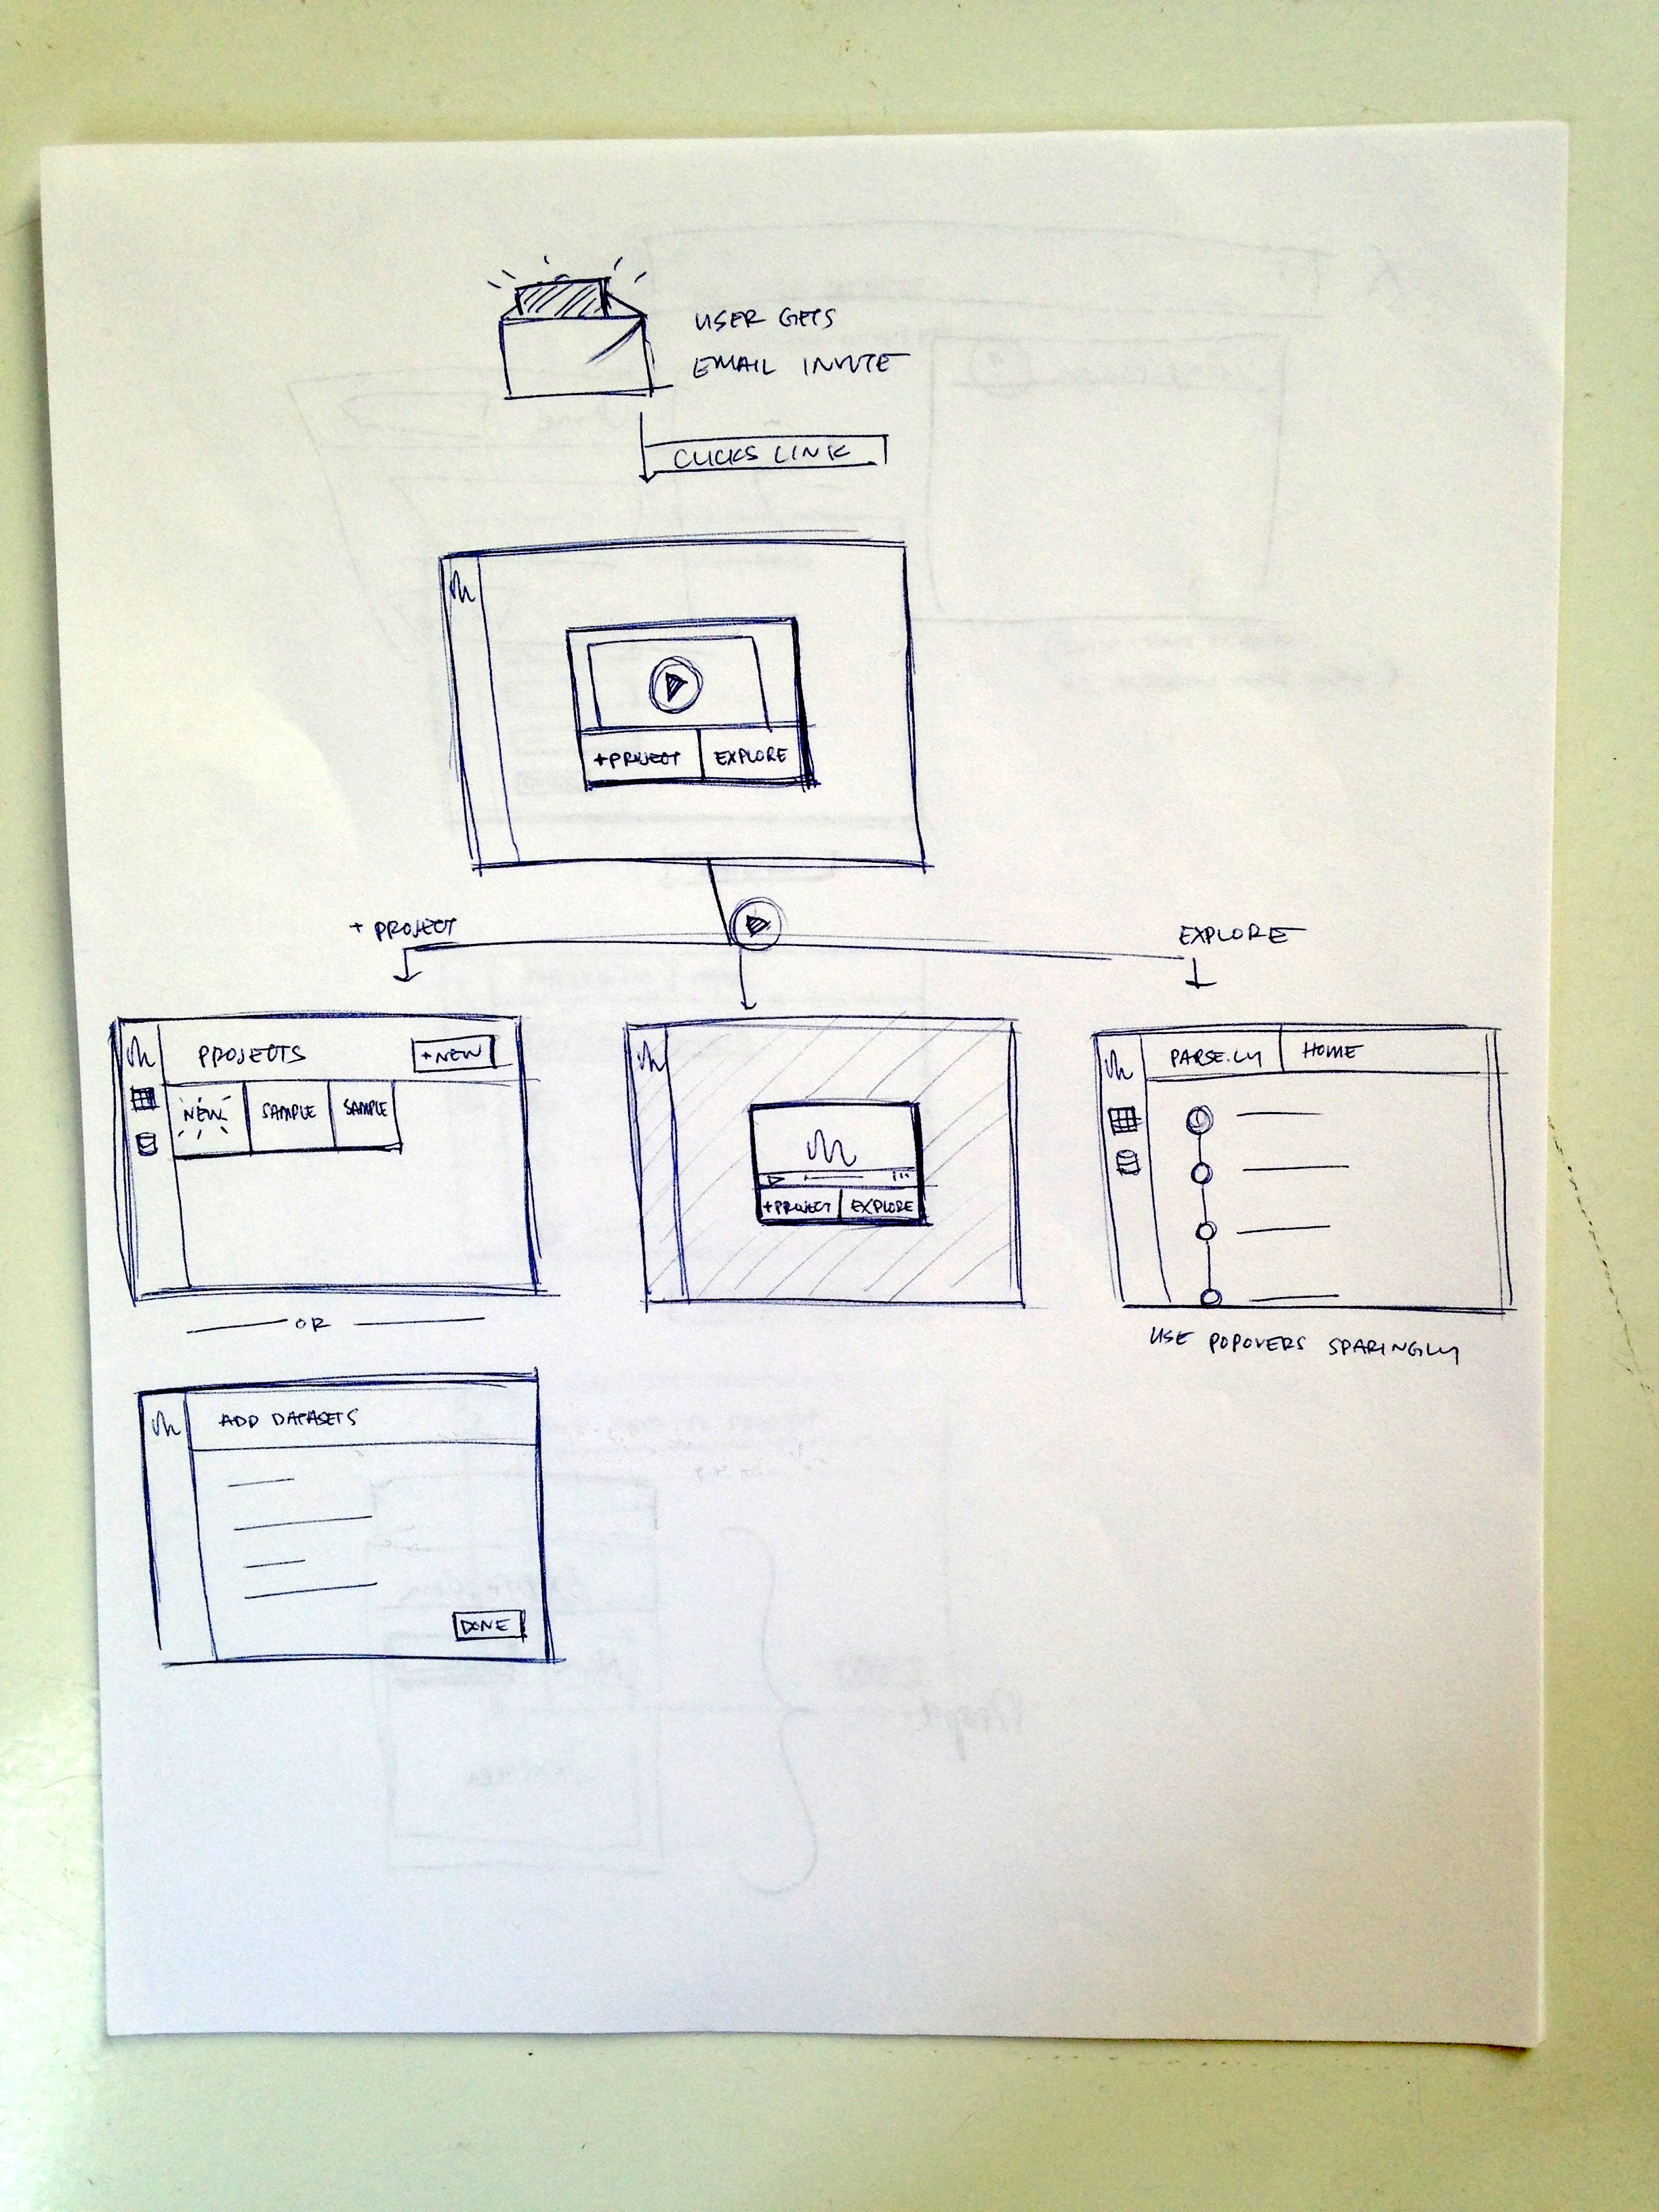 USER GETS
EMAIL INVITE
CLICKS LINK
+PROJECT
EXPLORE
+ PROJECT
EXPLORE
PROJECTS
+NEW
NEW
SAMPLE
SAMPLE
+PROJECT
EXPLORE
PARSE.LY
HOME
OR
USE POPOVERS SPARINGLY
ADD DATASETS
DONE